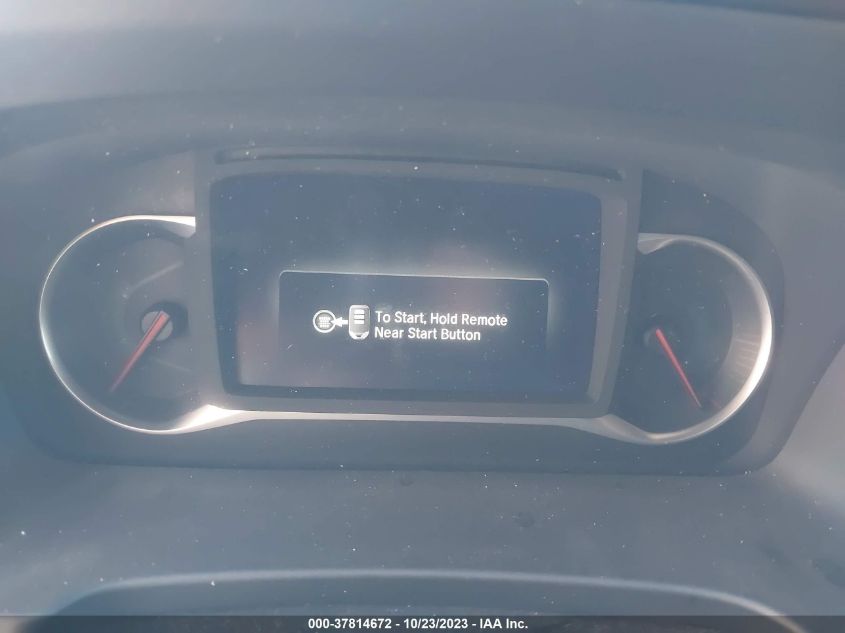 To Start, Hold Remote
Near Start Button
000-37814672 - 10/23/2023 - IAA Inc.